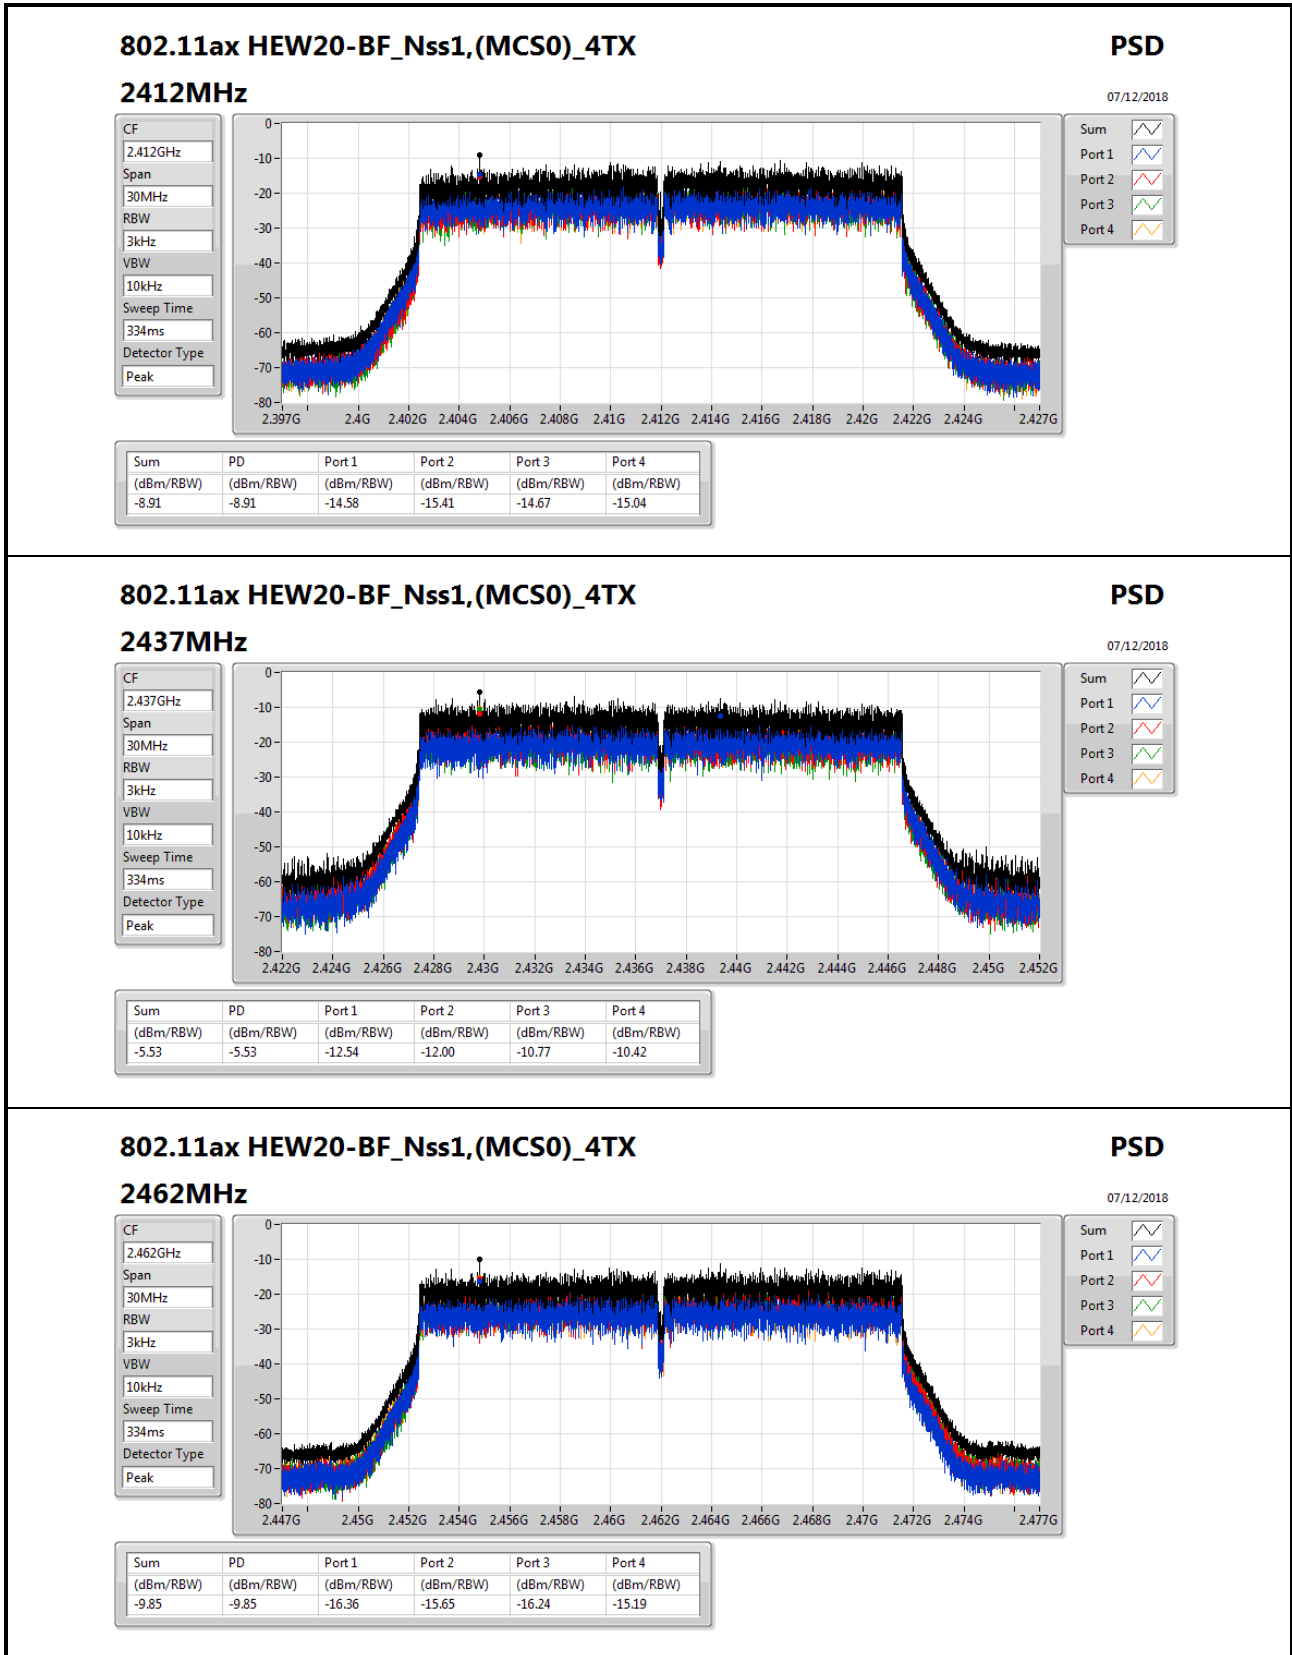 802.11ax HEW20-BF_Nss1,(MCS0)_4TX PSD
2412MHz 07/12/2018
CF
2.412GHz
Span
30MHz
RBW
3kHz
VBW
10kHz
Sweep Time
334ms
Detector Type
Peak
0
-10
-20
-30
-40
-50
-60
-70
-80
2.397G 2.4G 2.402G 2.404G 2.406G 2.408G 2.41G 2.412G 2.414G 2.416G 2.418G 2.42G 2.422G 2.424G 2.427G
Sum
Port 1
Port 2
Port 3
Port 4
Sum PD Port 1 Port 2 Port 3 Port 4
(dBm/RBW) (dBm/RBW) (dBm/RBW) (dBm/RBW) (dBm/RBW) (dBm/RBW)
-8.91 -8.91 -14.58 -15.41 -14.67 -15.04
802.11ax HEW20-BF_Nss1,(MCS0)_4TX PSD
2437MHz 07/12/2018
CF
2.437GHz
Span
30MHz
RBW
3kHz
VBW
10kHz
Sweep Time
334ms
Detector Type
Peak
0
-10
-20
-30
-40
-50
-60
-70
-80
2.422G 2.424G 2.426G 2.428G 2.43G 2.432G 2.434G 2.436G 2.438G 2.44G 2.442G 2.444G 2.446G 2.448G 2.45G 2.452G
Sum
Port 1
Port 2
Port 3
Port 4
Sum PD Port 1 Port 2 Port 3 Port 4
(dBm/RBW) (dBm/RBW) (dBm/RBW) (dBm/RBW) (dBm/RBW) (dBm/RBW)
-5.53 -5.53 -12.54 -12.00 -10.77 -10.42
802.11ax HEW20-BF_Nss1,(MCS0)_4TX PSD
2462MHz 07/12/2018
CF
2.462GHz
Span
30MHz
RBW
3kHz
VBW
10kHz
Sweep Time
334ms
Detector Type
Peak
0
-10
-20
-30
-40
-50
-60
-70
-80
2.447G 2.45G 2.452G 2.454G 2.456G 2.458G 2.46G 2.462G 2.464G 2.466G 2.468G 2.47G 2.472G 2.474G 2.477G
Sum
Port 1
Port 2
Port 3
Port 4
Sum PD Port 1 Port 2 Port 3 Port 4
(dBm/RBW) (dBm/RBW) (dBm/RBW) (dBm/RBW) (dBm/RBW) (dBm/RBW)
-9.85 -9.85 -16.36 -15.65 -16.24 -15.19